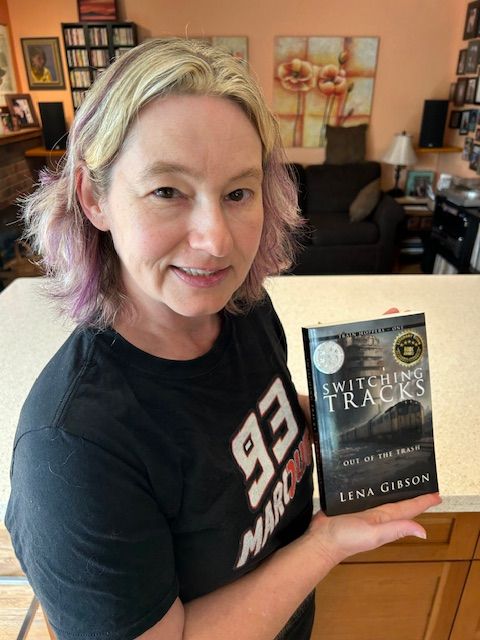 TRAIN HOPPERS - ONE
SWITCHING
TRACKS
OUT OF THE TRASH
LENA GIBSON
93